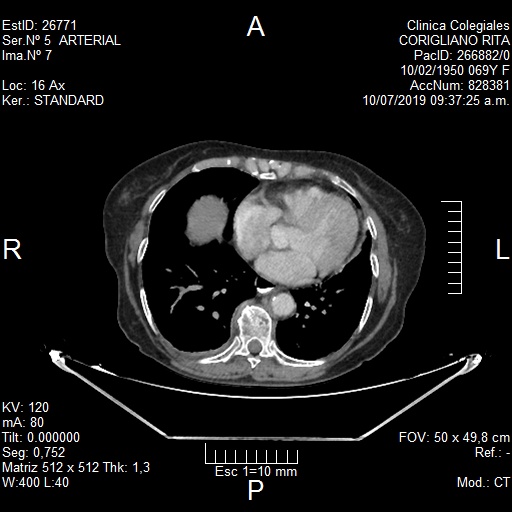 EstID: 26771
Ser.Nº 5 ARTERIAL
Ima.Nº 7
Loc: 16 Ax
Ker.: STANDARD
A
Clinica Colegiales
CORIGLIANO RITA
PacID: 266882/0
10/02/1950 069Y F
AccNum: 828381
10/07/2019 09:37:25 a.m.
R
L
KV: 120
mA: 80
Tilt: 0.000000
Seg: 0,752
Matriz 512 x 512 Thk: 1,3
W:400 L:40
Esc 1=10 mm
P
FOV: 50 x 49,8 cm
Ref.: -
Mod.: CT